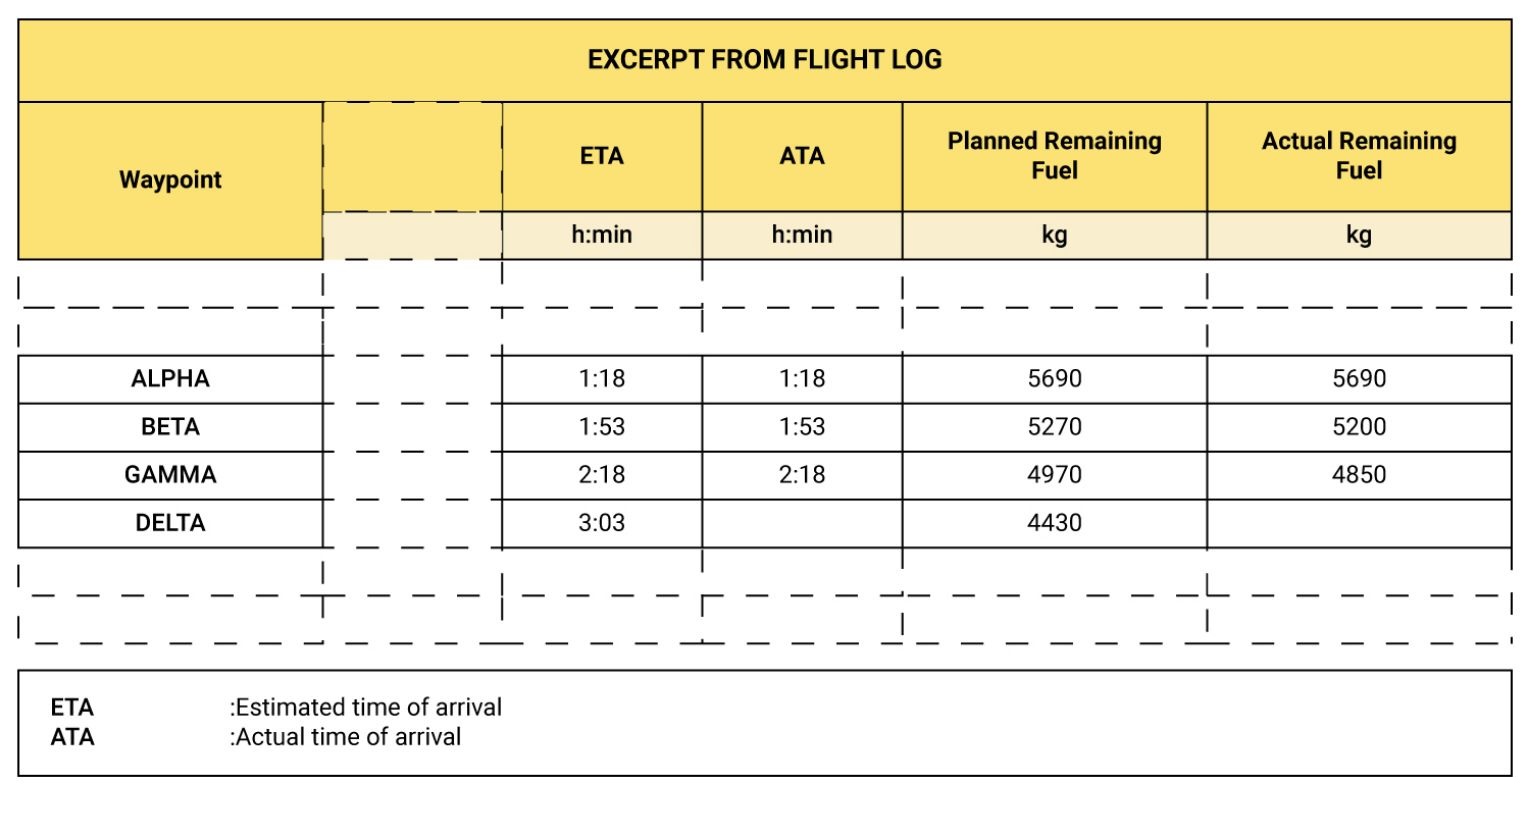 EXCERPT FROM FLIGHT LOG
Waypoint ETA ATA Planned Remaining Fuel Actual Remaining Fuel
h:min h:min kg kg
ALPHA 1:18 1:18 5690 5690
BETA 1:53 1:53 5270 5200
GAMMA 2:18 2:18 4970 4850
DELTA 3:03 4430
ETA :Estimated time of arrival
ATA :Actual time of arrival